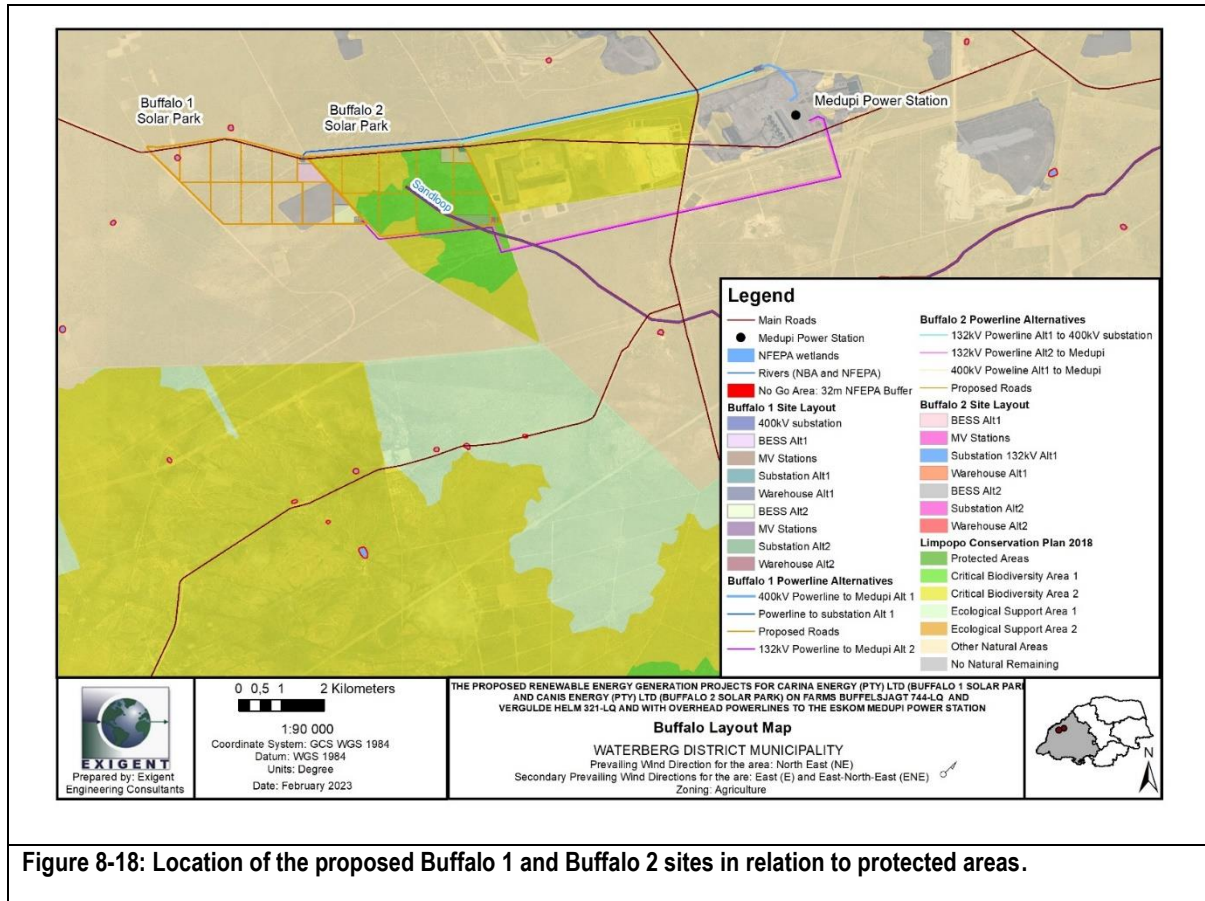 Buffalo 1
Solar Park
Buffalo 2
Solar Park
Medupi Power Station
Sandloop
Legend
Main Roads
Medupi Power Station
NFEPA wetlands
Rivers (NBA and NFEPA)
No Go Area: 32m NFEPA Buffer
Buffalo 1 Site Layout
400kV substation
BESS Alt1
MV Stations
Substation Alt1
Warehouse Alt1
BESS Alt2
MV Stations
Substation Alt2
Warehouse Alt2
Buffalo 1 Powerline Alternatives
400kV Powerline to Medupi Alt 1
Powerline to substation Alt 1
Proposed Roads
132kV Powerline to Medupi Alt 2
Buffalo 2 Powerline Alternatives
132kV Powerline Alt1 to 400kV substation
132kV Powerline Alt2 to Medupi
400kV Poweline Alt1 to Medupi
Proposed Roads
Buffalo 2 Site Layout
BESS Alt1
MV Stations
Substation 132kV Alt1
Warehouse Alt1
BESS Alt2
Substation Alt2
Warehouse Alt2
Limpopo Conservation Plan 2018
Protected Areas
Critical Biodiversity Area 1
Critical Biodiversity Area 2
Ecological Support Area 1
Ecological Support Area 2
Other Natural Areas
No Natural Remaining
EXIGENT
Prepared by: Exigent
Engineering Consultants
0 0,5 1 2 Kilometers
1:90 000
Coordinate System: GCS WGS 1984
Datum: WGS 1984
Units: Degree
Date: February 2023
THE PROPOSED RENEWABLE ENERGY GENERATION PROJECTS FOR CARINA ENERGY (PTY) LTD (BUFFALO 1 SOLAR PARK
AND CANIS ENERGY (PTY) LTD (BUFFALO 2 SOLAR PARK) ON FARMS BUFFELSJAGT 744-LQ AND
VERGULDE HELM 321-LQ AND WITH OVERHEAD POWERLINES TO THE ESKOM MEDUPI POWER STATION
Buffalo Layout Map
WATERBERG DISTRICT MUNICIPALITY
Prevailing Wind Direction for the area: North East (NE)
Secondary Prevailing Wind Directions for the are: East (E) and East-North-East (ENE)
Zoning: Agriculture
N
Figure 8-18: Location of the proposed Buffalo 1 and Buffalo 2 sites in relation to protected areas.